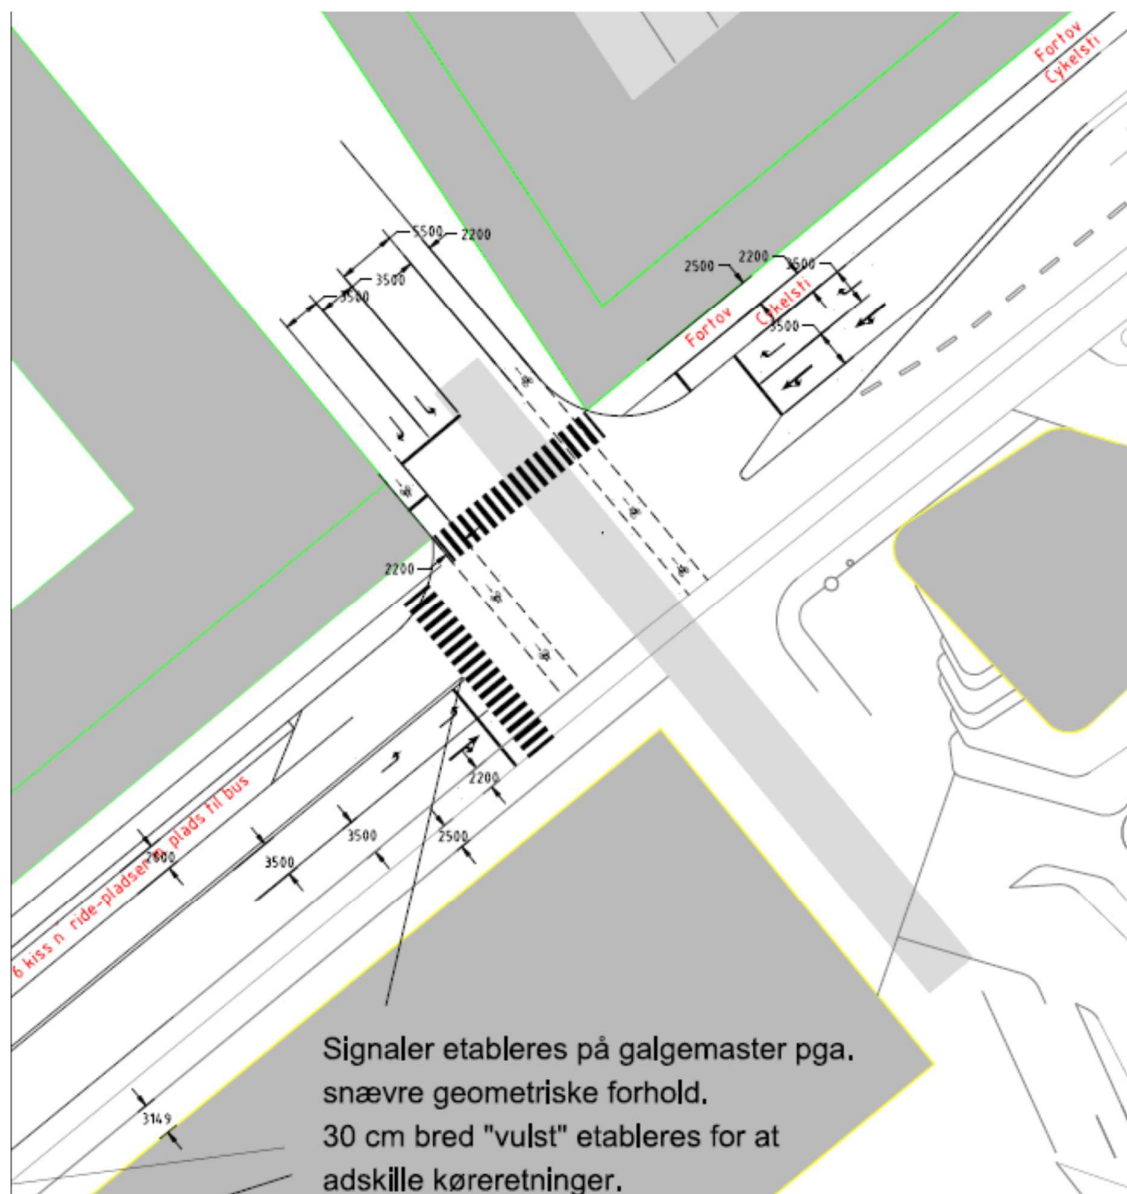 Fortov
Cykelsti
5500
2200
3500
3500
2500
2200
2500
Fortov
Cykelsti
3500
2200
2200
6 kiss n ride-pladser
plads til bus
3500
3500
2500
3149
Signaler etableres på galgemaster pga.
snævre geometriske forhold.
30 cm bred "vulst" etableres for at
adskille køreretninger.